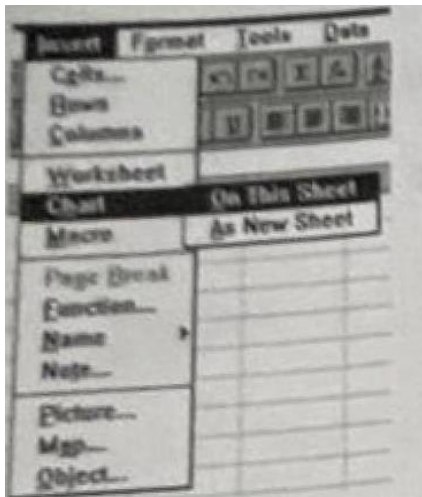 Insert Format Tools Data
Cells...
Rows
Columns
U
Worksheet
Chart On This Sheet
Macro As New Sheet
Page Break
Function...
Name
Note...
Picture...
Map...
Object...